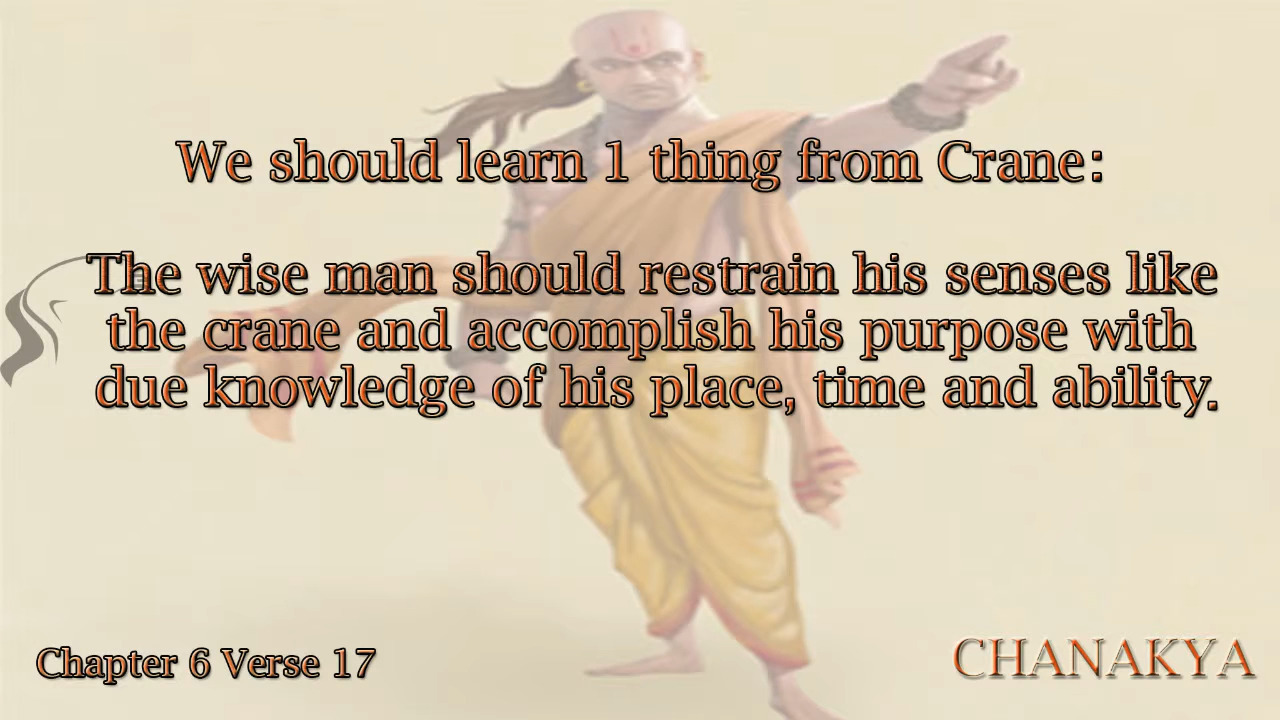 We should learn 1 thing from Crane:
The wise man should restrain his senses like
the crane and accomplish his purpose with
due knowledge of his place, time and ability.
Chapter 6 Verse 17
CHANAKYA